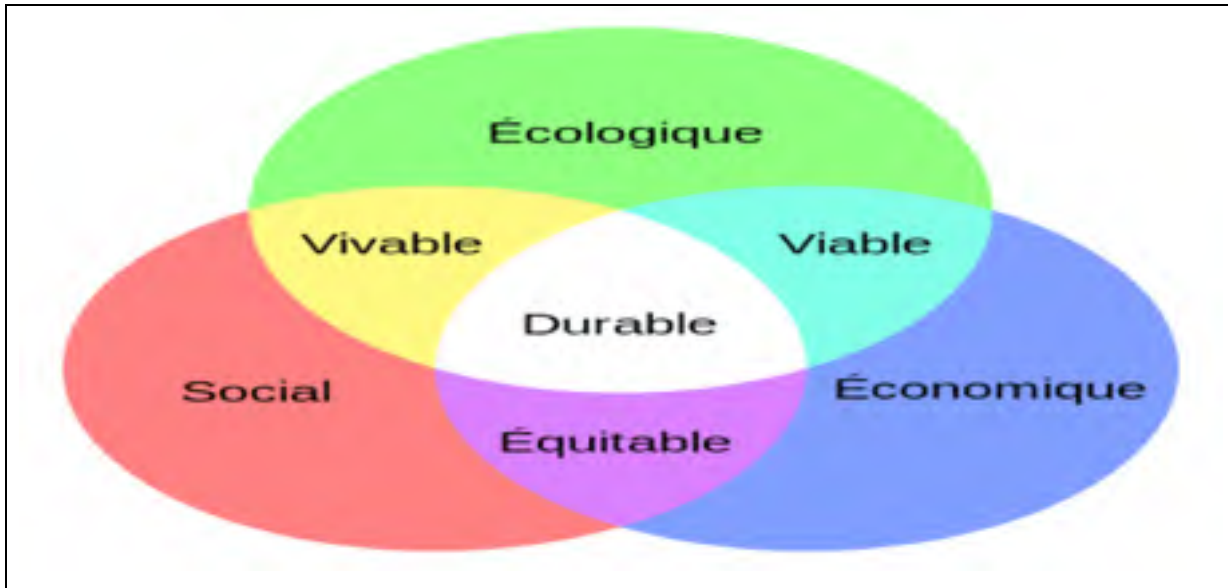 Écologique
Vivable
Viable
Durable
Social
Économique
Équitable